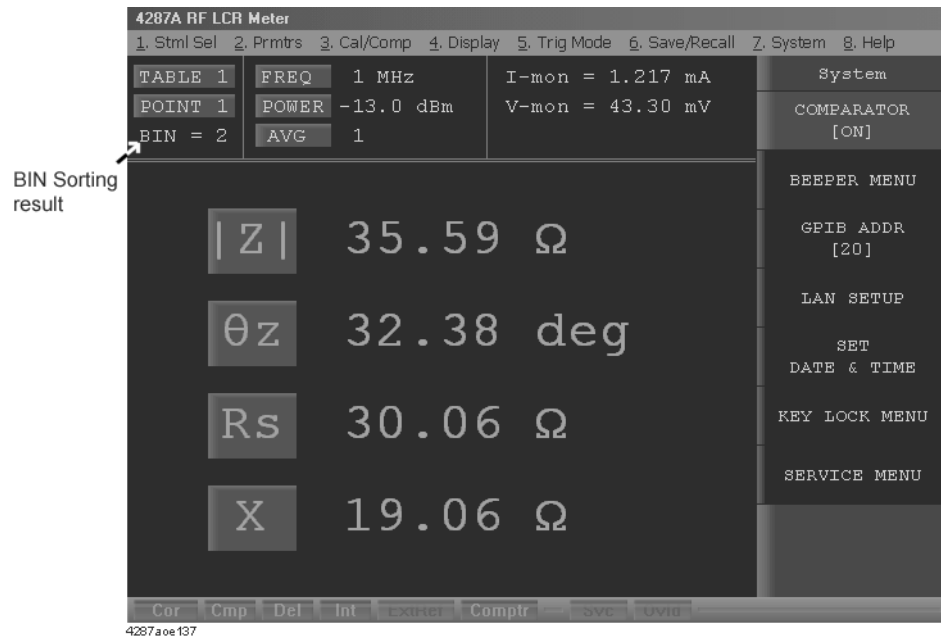 4287A RF LCR Meter
1. Stml Sel 2. Prmtrs 3. Cal/Comp 4. Display 5. Trig Mode 6. Save/Recall 7. System 8. Help
TABLE 1 FREQ 1 MHz I-mon = 1.217 mA
POINT 1 POWER -13.0 dBm V-mon = 43.30 mV
BIN = 2 AVG 1
BIN Sorting
result
|Z| 35.59 Ω
θz 32.38 deg
Rs 30.06 Ω
X 19.06 Ω
System
COMPARATOR
[ON]
BEEPER MENU
GPIB ADDR
[20]
LAN SETUP
SET
DATE & TIME
KEY LOCK MENU
SERVICE MENU
Cor Cmp Del Int ExtRef Comptr --- Svc Ovld
4287aoe137